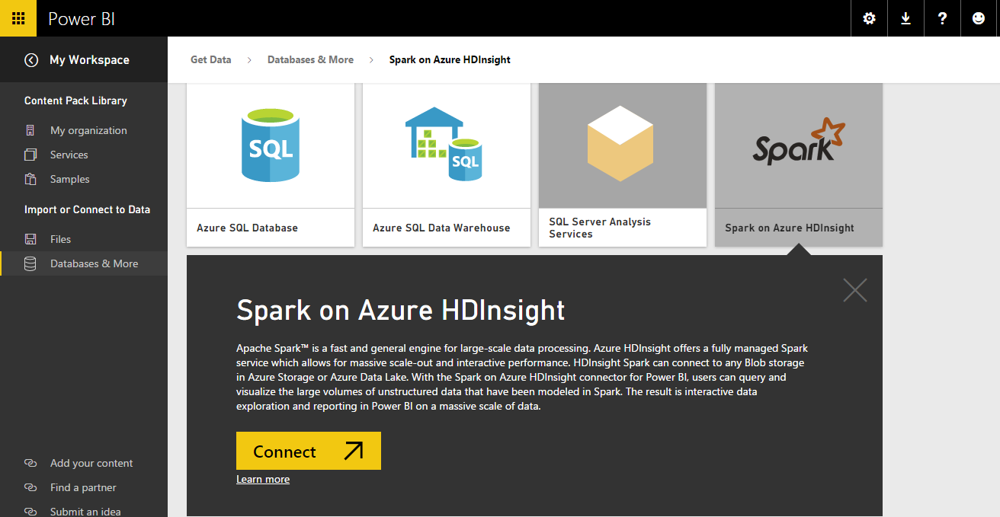 Power BI
?
My Workspace
Get Data > Databases & More > Spark on Azure HDInsight
Content Pack Library
My organization
Services
Samples
Import or Connect to Data
Files
Databases & More
Add your content
Find a partner
Submit an idea
SQL
SQL
Spark
Azure SQL Database
Azure SQL Data Warehouse
SQL Server Analysis
Services
Spark on Azure HDInsight
Spark on Azure HDInsight
Apache Spark™ is a fast and general engine for large-scale data processing. Azure HDInsight offers a fully managed Spark
service which allows for massive scale-out and interactive performance. HDInsight Spark can connect to any Blob storage
in Azure Storage or Azure Data Lake. With the Spark on Azure HDInsight connector for Power BI, users can query and
visualize the large volumes of unstructured data that have been modeled in Spark. The result is interactive data
exploration and reporting in Power BI on a massive scale of data.
Connect
Learn more